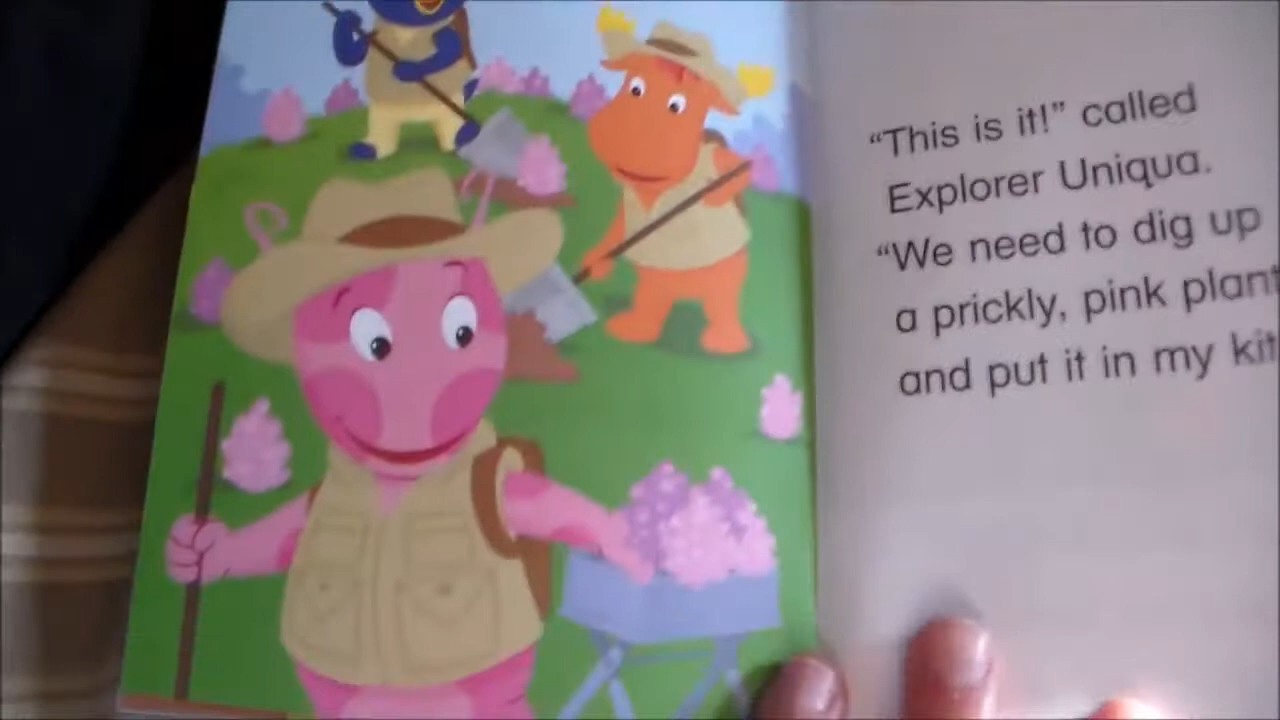 “This is it!” called
Explorer Uniqua.
“We need to dig up
a prickly, pink plant
and put it in my kit